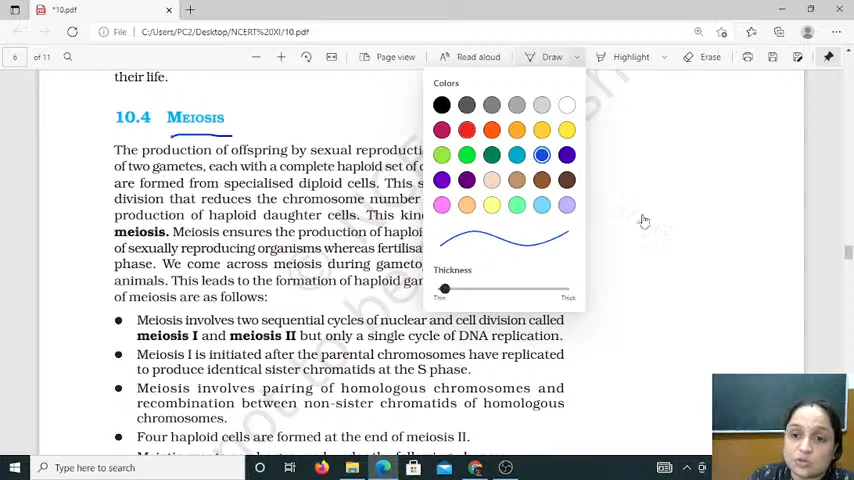 *10.pdf
File C:/Users/PC2/Desktop/NCERT XI/10.pdf
6 of 11 Page view Read aloud Draw Highlight Erase
their life.
Colors
10.4 MEIOSIS
The production of offspring by sexual reproduc
of two gametes, each with a complete haploid set of
are formed from specialised diploid cells. This s
division that reduces the chromosome number
production of haploid daughter cells. This kin
meiosis. Meiosis ensures the production of haplo
of sexually reproducing organisms whereas fertilisa
phase. We come across meiosis during gameto
animals. This leads to the formation of haploid ga
of meiosis are as follows:
Thickness
Thin Thick
● Meiosis involves two sequential cycles of nuclear and cell division called
meiosis I and meiosis II but only a single cycle of DNA replication.
● Meiosis I is initiated after the parental chromosomes have replicated
to produce identical sister chromatids at the S phase.
● Meiosis involves pairing of homologous chromosomes and
recombination between non-sister chromatids of homologous
chromosomes.
● Four haploid cells are formed at the end of meiosis II.
© not to be
Type here to search
ENG